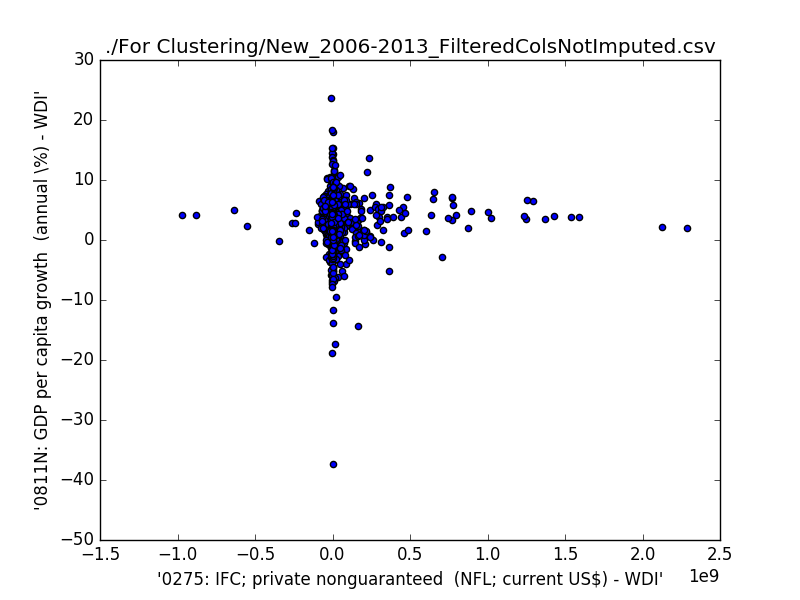 ./For Clustering/New_2006-2013_FilteredColsNotImputed.csv
30
20
10
0
−10
−20
−30
−40
−50
'0811N: GDP per capita growth  (annual \%) - WDI'
−1.5 −1.0 −0.5 0.0 0.5 1.0 1.5 2.0 2.5
1e9
'0275: IFC; private nonguaranteed  (NFL; current US$) - WDI'